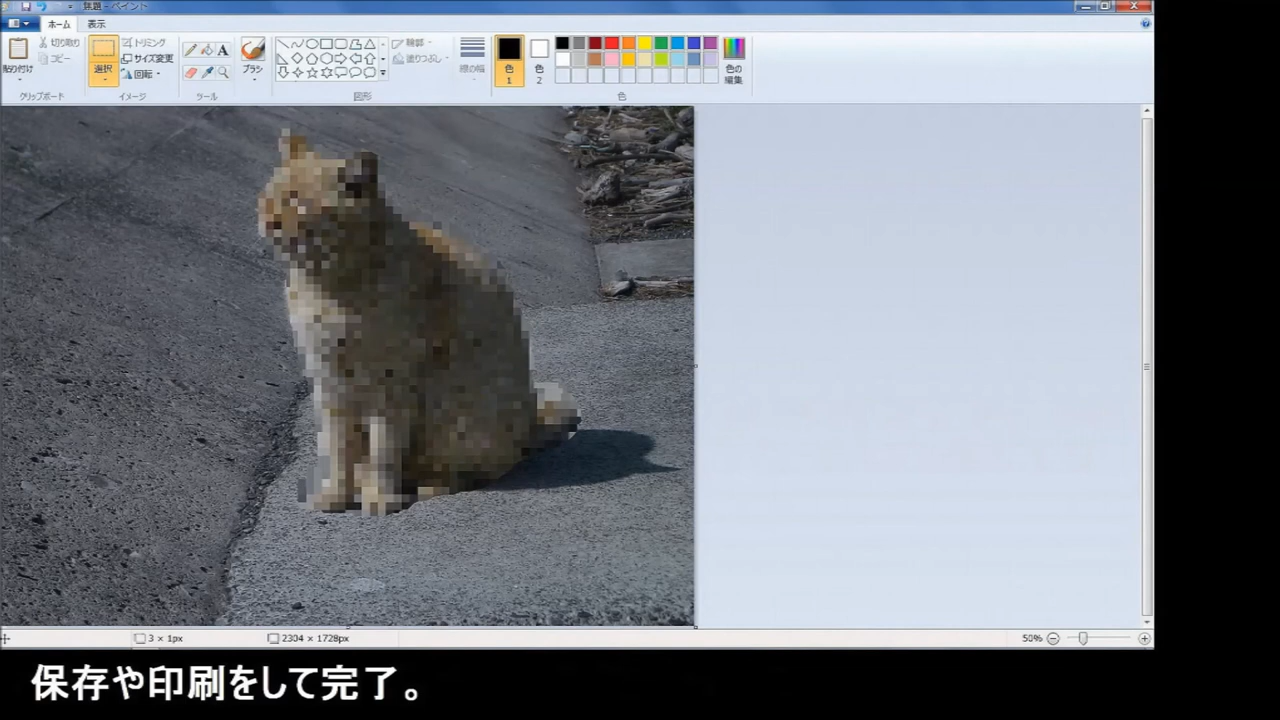 無題 - ペイント
ホーム 表示
貼り付け
切り取り
コピー
クリップボード
選択
トリミング
サイズ変更
回転
イメージ
A
ツール
ブラシ
図形
輪郭
塗りつぶし
線の幅
色
1
色
2
色の
編集
色
3 × 1px
2304 × 1728px
50%
保存や印刷をして完了。